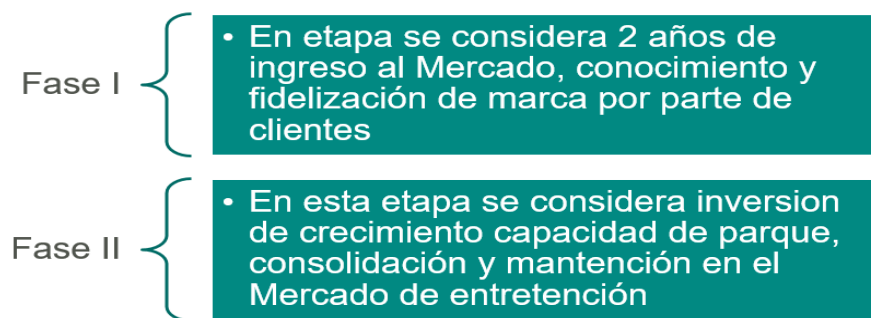 Fase I
• En etapa se considera 2 años de
ingreso al Mercado, conocimiento y
fidelización de marca por parte de
clientes
Fase II
• En esta etapa se considera inversion
de crecimiento capacidad de parque,
consolidación y mantención en el
Mercado de entretención